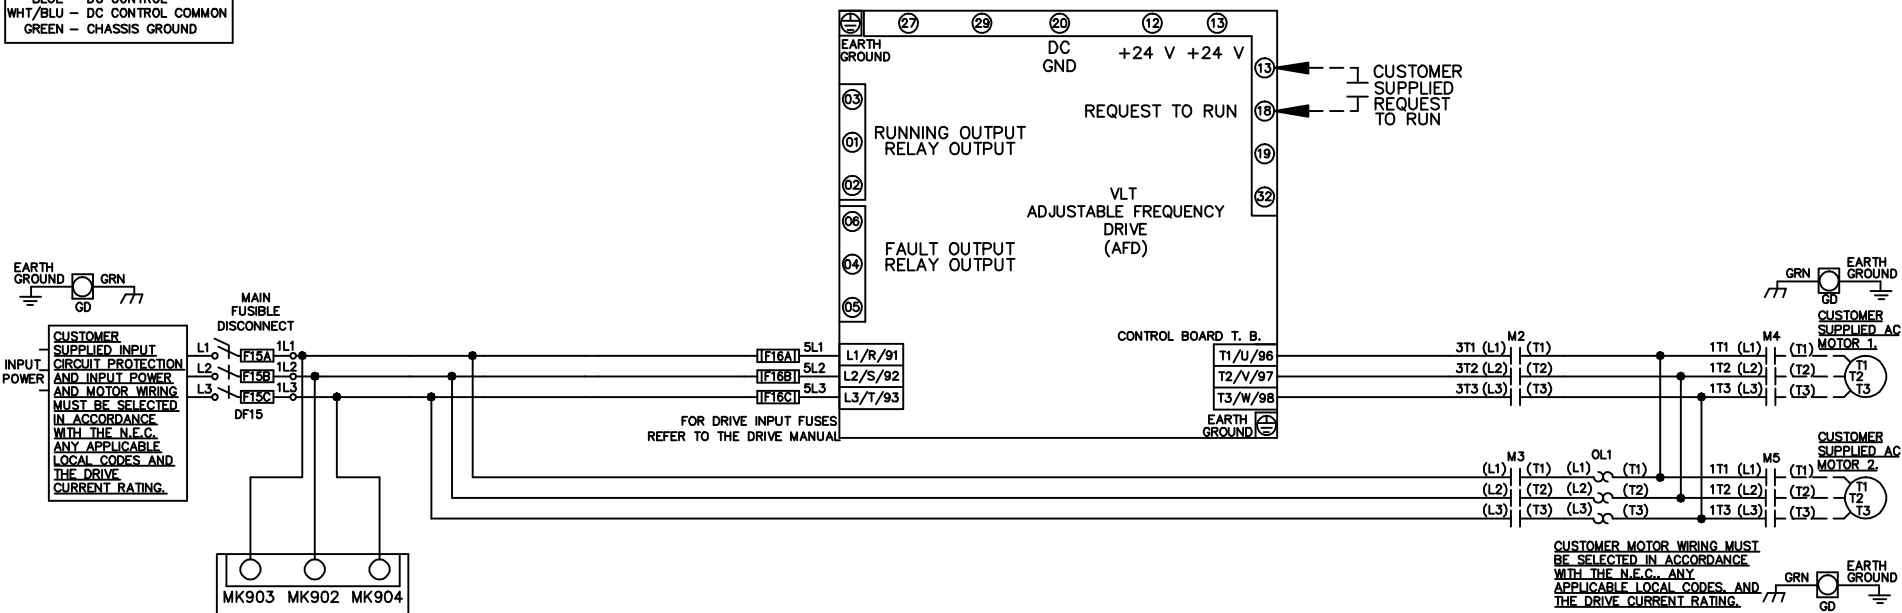 WHT/BLU – DC CONTROL COMMON
GREEN – CHASSIS GROUND
27
29
20
12
13
EARTH
GROUND
DC
GND
+24 V
+24 V
13
CUSTOMER
SUPPLIED
REQUEST
TO RUN
03
REQUEST TO RUN
18
01
RUNNING OUTPUT
RELAY OUTPUT
19
02
32
VLT
ADJUSTABLE FREQUENCY
DRIVE
(AFD)
06
FAULT OUTPUT
RELAY OUTPUT
04
05
EARTH
GROUND
GRN
GD
MAIN
FUSIBLE
DISCONNECT
INPUT
POWER
CUSTOMER
SUPPLIED INPUT
CIRCUIT PROTECTION
AND INPUT POWER
AND MOTOR WIRING
MUST BE SELECTED
IN ACCORDANCE
WITH THE N.E.C.
ANY APPLICABLE
LOCAL CODES AND
THE DRIVE
CURRENT RATING.
L1 F15A 1L1
L2 F15B 1L2
L3 F15C 1L3
DF15
F16A 5L1 L1/R/91
F16B 5L2 L2/S/92
F16C 5L3 L3/T/93
FOR DRIVE INPUT FUSES
REFER TO THE DRIVE MANUAL
CONTROL BOARD T. B.
T1/U/96
T2/V/97
T3/W/98
EARTH
GROUND
M2
3T1 (L1) (T1)
3T2 (L2) (T2)
3T3 (L3) (T3)
M4
1T1 (L1) (T1)
1T2 (L2) (T2)
1T3 (L3) (T3)
GRN
GD
EARTH
GROUND
CUSTOMER
SUPPLIED AC
MOTOR 1.
T1
T2
T3
M3
OL1
(L1) (T1) (L1) (T1)
(L2) (T2) (L2) (T2)
(L3) (T3) (L3) (T3)
M5
1T1 (L1) (T1)
1T2 (L2) (T2)
1T3 (L3) (T3)
CUSTOMER
SUPPLIED AC
MOTOR 2.
T1
T2
T3
MK903 MK902 MK904
CUSTOMER MOTOR WIRING MUST
BE SELECTED IN ACCORDANCE
WITH THE N.E.C.. ANY
APPLICABLE LOCAL CODES. AND
THE DRIVE CURRENT RATING.
GRN
GD
EARTH
GROUND